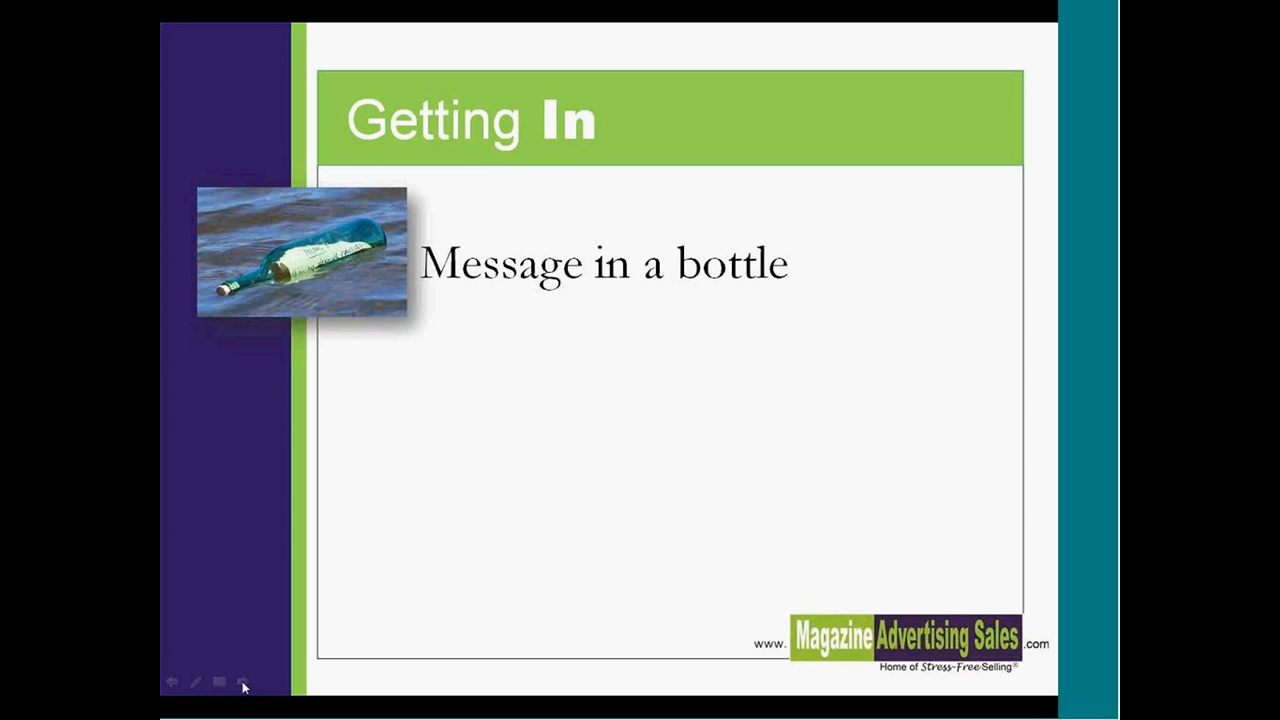 Getting In
Message in a bottle
www. Magazine Advertising Sales .com
Home of Stress-Free Selling®